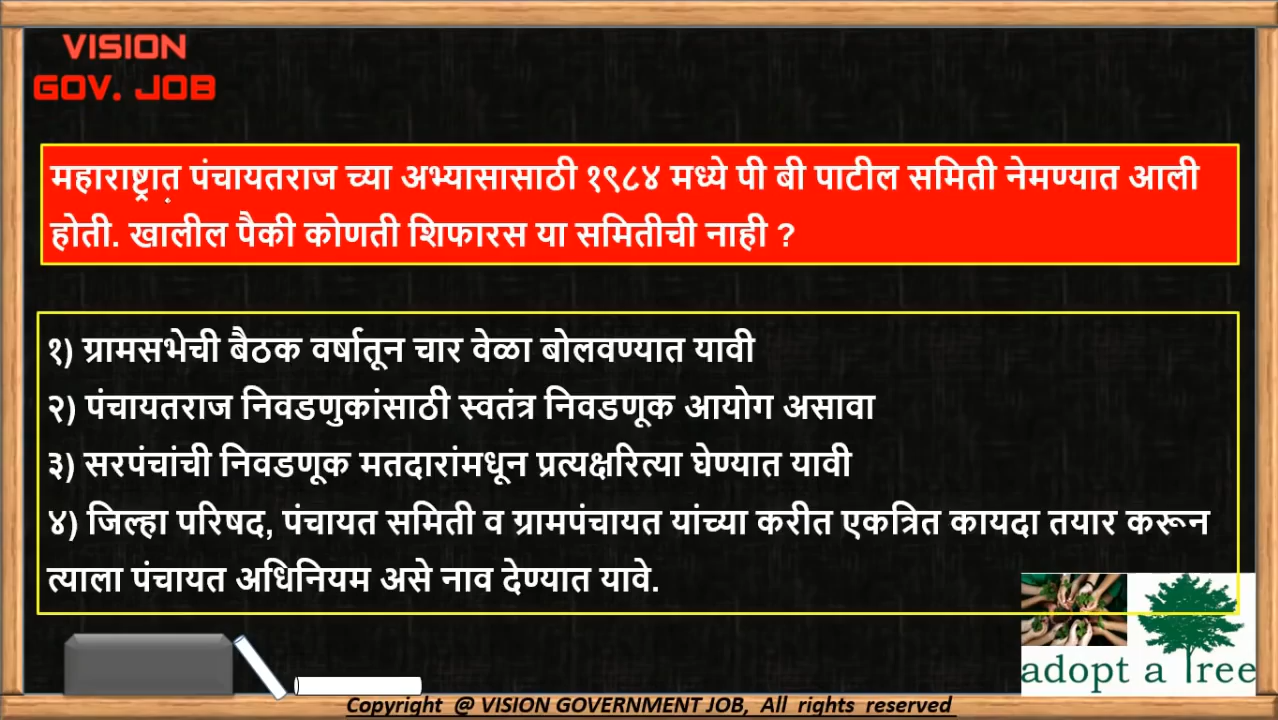 VISION
GOV. JOB
महाराष्ट्रात पंचायतराज च्या अभ्यासासाठी १९८४ मध्ये पी बी पाटील समिती नेमण्यात आली
होती. खालील पैकी कोणती शिफारस या समितीची नाही ?
१) ग्रामसभेची बैठक वर्षातून चार वेळा बोलवण्यात यावी
२) पंचायतराज निवडणुकांसाठी स्वतंत्र निवडणूक आयोग असावा
३) सरपंचांची निवडणूक मतदारांमधून प्रत्यक्षरित्या घेण्यात यावी
४) जिल्हा परिषद, पंचायत समिती व ग्रामपंचायत यांच्या करीत एकत्रित कायदा तयार करून
त्याला पंचायत अधिनियम असे नाव देण्यात यावे.
adopt a Tree
Copyright @ VISION GOVERNMENT JOB, All rights reserved